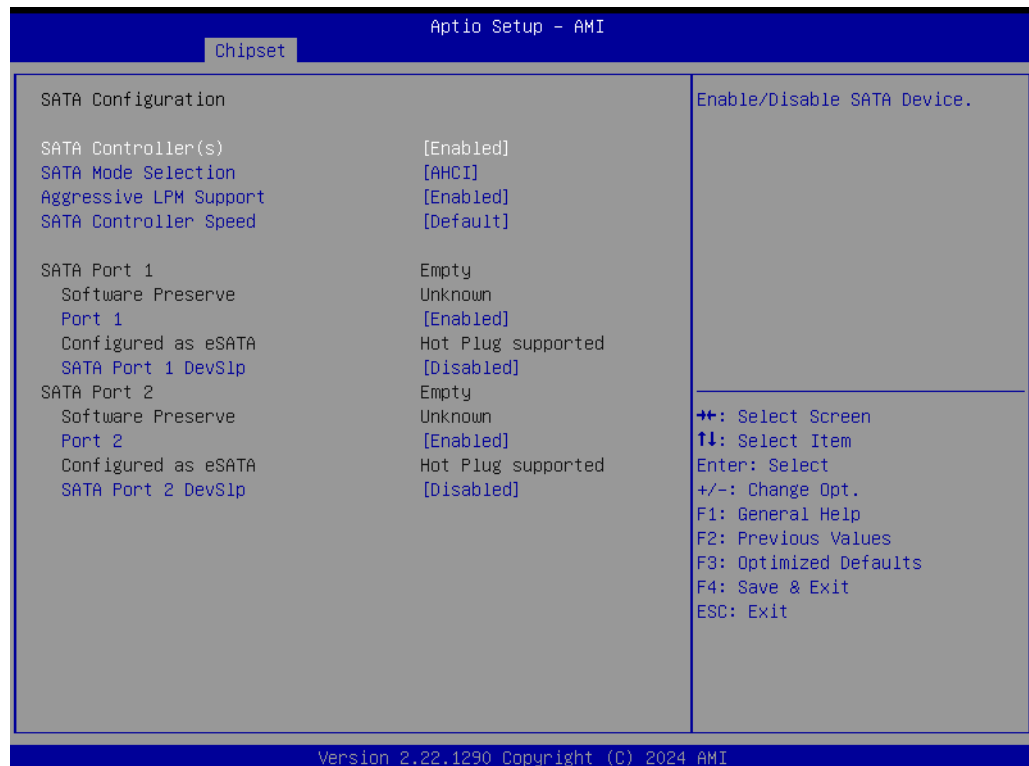 Aptio Setup – AMI
Chipset
SATA Configuration
SATA Controller(s) [Enabled]
SATA Mode Selection [AHCI]
Aggressive LPM Support [Enabled]
SATA Controller Speed [Default]
SATA Port 1 Empty
Software Preserve Unknown
Port 1 [Enabled]
Configured as eSATA Hot Plug supported
SATA Port 1 DevSlp [Disabled]
SATA Port 2 Empty
Software Preserve Unknown
Port 2 [Enabled]
Configured as eSATA Hot Plug supported
SATA Port 2 DevSlp [Disabled]
Enable/Disable SATA Device.
→←: Select Screen
↑↓: Select Item
Enter: Select
+/-: Change Opt.
F1: General Help
F2: Previous Values
F3: Optimized Defaults
F4: Save & Exit
ESC: Exit
Version 2.22.1290 Copyright (C) 2024 AMI